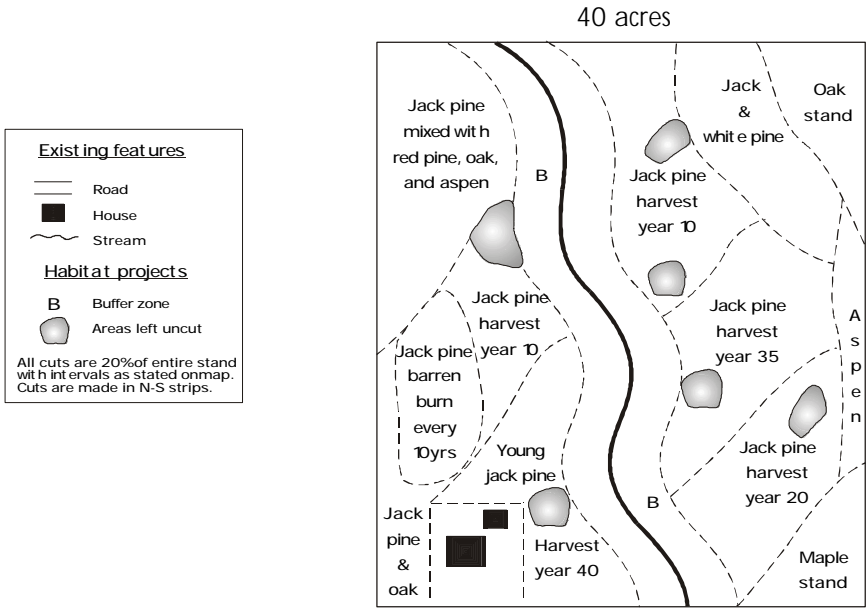 40 acres
Existing features
Road
House
Stream
Habitat projects
B Buffer zone
Areas left uncut
All cuts are 20% of entire stand
with intervals as stated on map.
Cuts are made in N-S strips.
Jack pine
mixed with
red pine, oak,
and aspen
B
Jack
&
white pine
Oak
stand
Jack pine
harvest
year 10
Jack pine
harvest
year 10
Jack pine
barren
burn
every
10yrs
Jack pine
harvest
year 35
Aspen
Young
jack pine
Harvest
year 40
Jack
pine
&
oak
B
Jack pine
harvest
year 20
Maple
stand